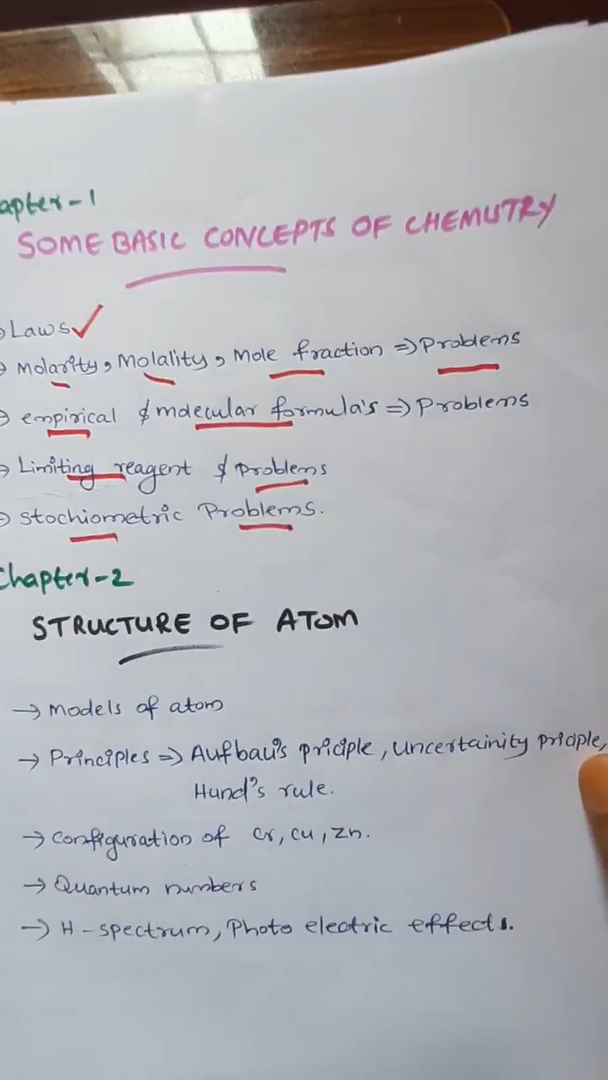 apter-1
SOME BASIC CONCEPTS OF CHEMISTRY
Laws✓
→ Molarity, Molality, Mole fraction ⇒ Problems
→ empirical & molecular formula's ⇒ Problems
→ Limiting reagent & Problems
→ Stochiometric Problems.
Chapter-2
STRUCTURE OF ATOM
→ Models of atom
→ Principles ⇒ Aufbau's priciple, Uncertainity priciple,
Hund's rule.
→ Configuration of Cr, Cu, Zn.
→ Quantum numbers
→ H-spectrum, Photo electric effects.